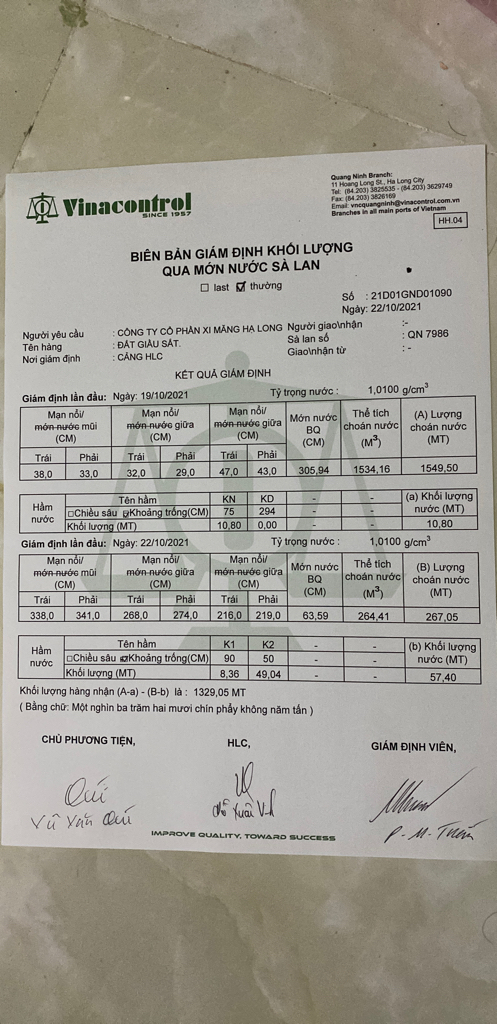 Vinacontrol
SINCE 1957
Quang Ninh Branch:
11 Hoang Long St., Ha Long City
Tel: (84.203) 3825535 - (84.203) 3629749
Fax: (84.203) 3826169
Email: vncquangninh@vinacontrol.com.vn
Branches in all main ports of Vietnam
HH.04
BIÊN BẢN GIÁM ĐỊNH KHỐI LƯỢNG
QUA MỚN NƯỚC SÀ LAN
☐ last ☑ thường
Số : 21D01GND01090
Ngày: 22/10/2021
Người yêu cầu : CÔNG TY CỔ PHẦN XI MĂNG HẠ LONG Người giao\nhận :-
Tên hàng : ĐẤT GIÀU SẮT. Sà lan số : QN 7986
Nơi giám định : CẢNG HLC Giao\nhận từ : -
KẾT QUẢ GIÁM ĐỊNH
Giám định lần đầu: Ngày: 19/10/2021 Tỷ trọng nước : 1,0100 g/cm³
Mạn nổi/ mớn nước mũi (CM) Mạn nổi/ mớn nước giữa (CM) Mạn nổi/ mớn nước giữa (CM) Mớn nước BQ (CM) Thể tích choán nước (M³) (A) Lượng choán nước (MT)
Trái Phải Trái Phải Trái Phải
38,0 33,0 32,0 29,0 47,0 43,0 305,94 1534,16 1549,50
Hầm nước Tên hầm KN KD - - (a) Khối lượng nước (MT)
☐Chiều sâu ☑Khoảng trống(CM) 75 294 - -
Khối lượng (MT) 10,80 0,00 - - 10,80
Giám định lần đầu: Ngày: 22/10/2021 Tỷ trọng nước : 1,0100 g/cm³
Mạn nổi/ mớn nước mũi (CM) Mạn nổi/ mớn nước giữa (CM) Mạn nổi/ mớn nước giữa (CM) Mớn nước BQ (CM) Thể tích choán nước (M³) (B) Lượng choán nước (MT)
Trái Phải Trái Phải Trái Phải
338,0 341,0 268,0 274,0 216,0 219,0 63,59 264,41 267,05
Hầm nước Tên hầm K1 K2 - - (b) Khối lượng nước (MT)
☐Chiều sâu ☑Khoảng trống(CM) 90 50 - -
Khối lượng (MT) 8,36 49,04 - - 57,40
Khối lượng hàng nhận (A-a) - (B-b) là : 1329,05 MT
( Bằng chữ: Một nghìn ba trăm hai mươi chín phẩy không năm tấn )
CHỦ PHƯƠNG TIỆN, HLC, GIÁM ĐỊNH VIÊN,
Quí
Vũ Văn Quí
P - M - Tuấn
IMPROVE QUALITY, TOWARD SUCCESS